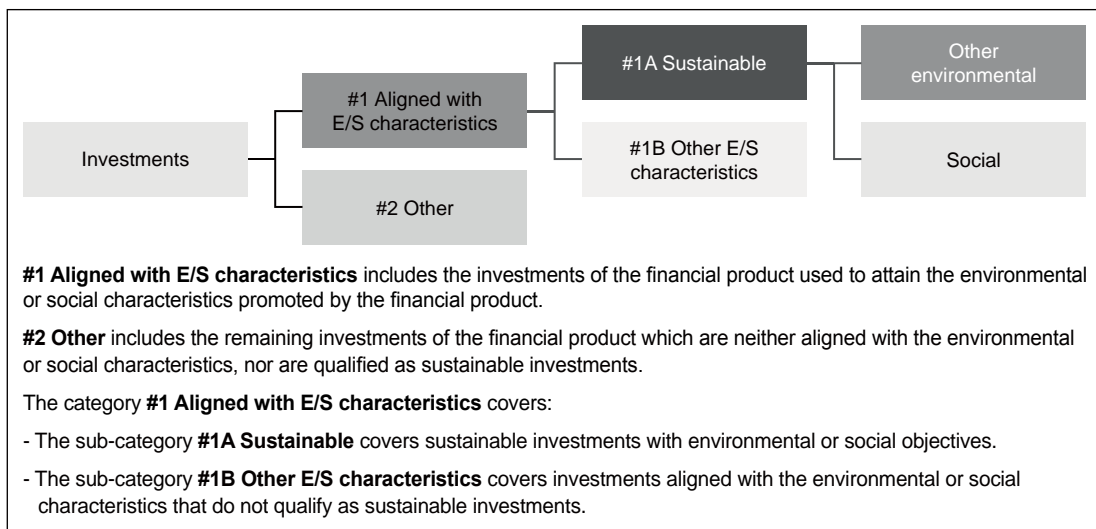 #1A Sustainable
Other
environmental
#1 Aligned with
E/S characteristics
Investments
#1B Other E/S
characteristics
Social
#2 Other
#1 Aligned with E/S characteristics includes the investments of the financial product used to attain the environmental
or social characteristics promoted by the financial product.
#2 Other includes the remaining investments of the financial product which are neither aligned with the environmental
or social characteristics, nor are qualified as sustainable investments.
The category #1 Aligned with E/S characteristics covers:
- The sub-category #1A Sustainable covers sustainable investments with environmental or social objectives.
- The sub-category #1B Other E/S characteristics covers investments aligned with the environmental or social
characteristics that do not qualify as sustainable investments.